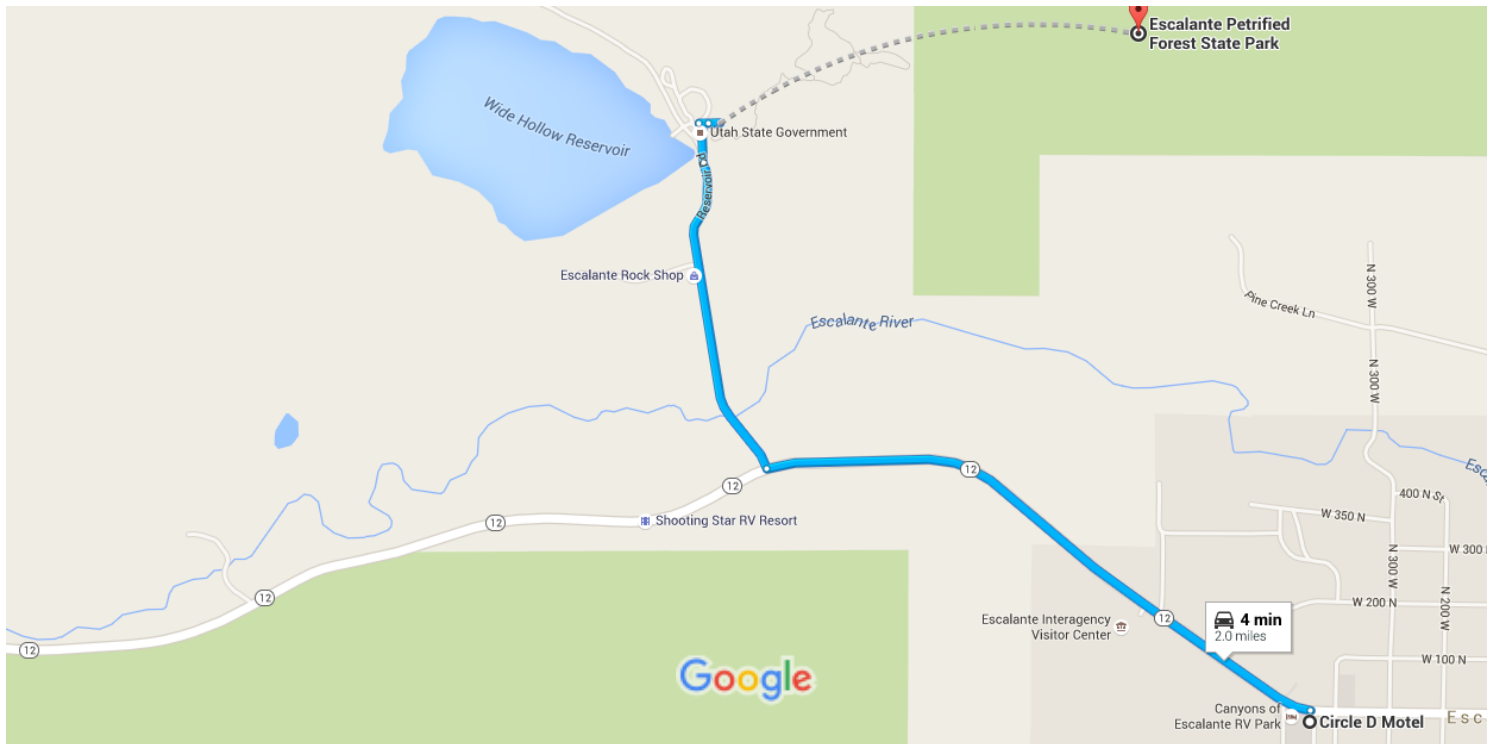 Escalante Petrified
Forest State Park
Wide Hollow Reservoir
Utah State Government
Reservoir Rd
Escalante Rock Shop
Escalante River
Pine Creek Ln
N 300 W
N 300 W
12
12
Shooting Star RV Resort
12
400 N St
W 350 N
W 300
N 300 W
N 200 W
12
Escalante Interagency
Visitor Center
12
4 min
2.0 miles
W 200 N
12
W 100 N
Google
Canyons of
Escalante RV Park
Circle D Motel
Esc
Esc